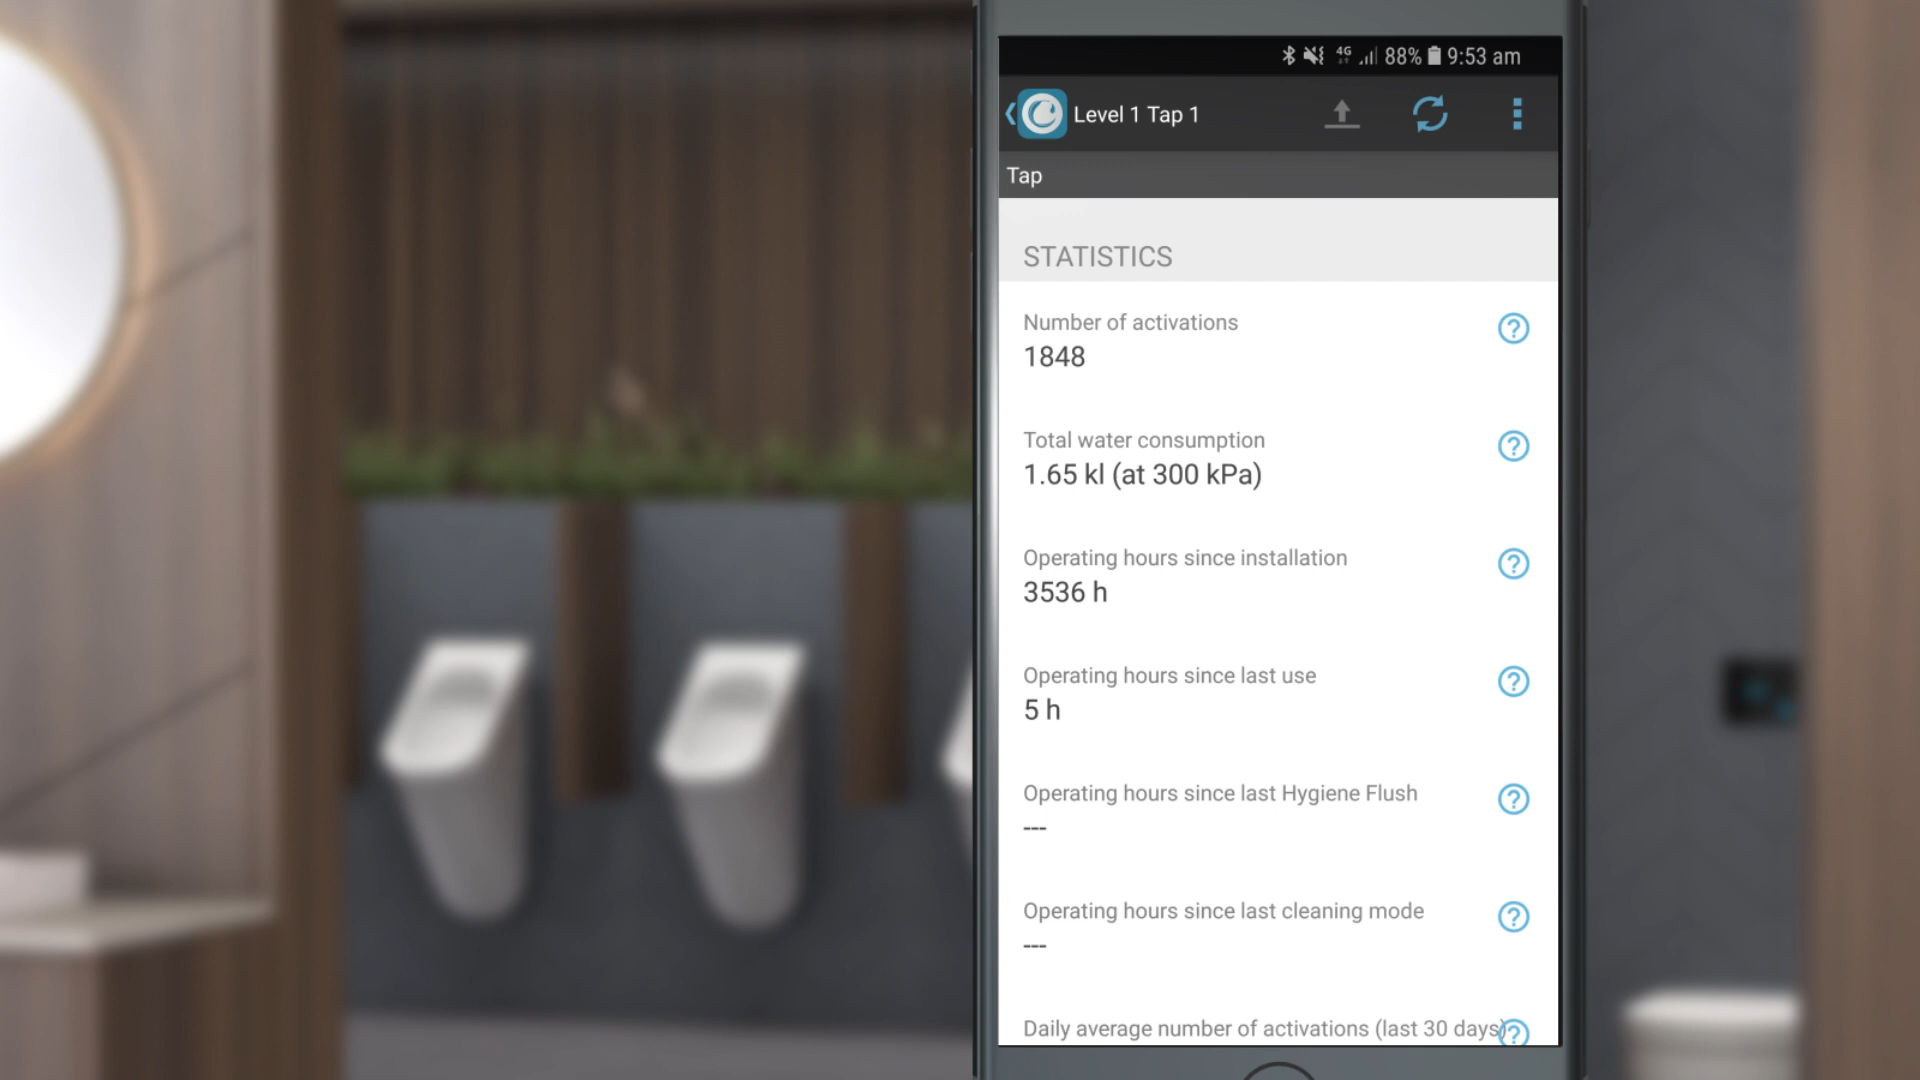 4G 88% 9:53 am
Level 1 Tap 1
Tap
STATISTICS
Number of activations
1848
Total water consumption
1.65 kl (at 300 kPa)
Operating hours since installation
3536 h
Operating hours since last use
5 h
Operating hours since last Hygiene Flush
---
Operating hours since last cleaning mode
---
Daily average number of activations (last 30 days)